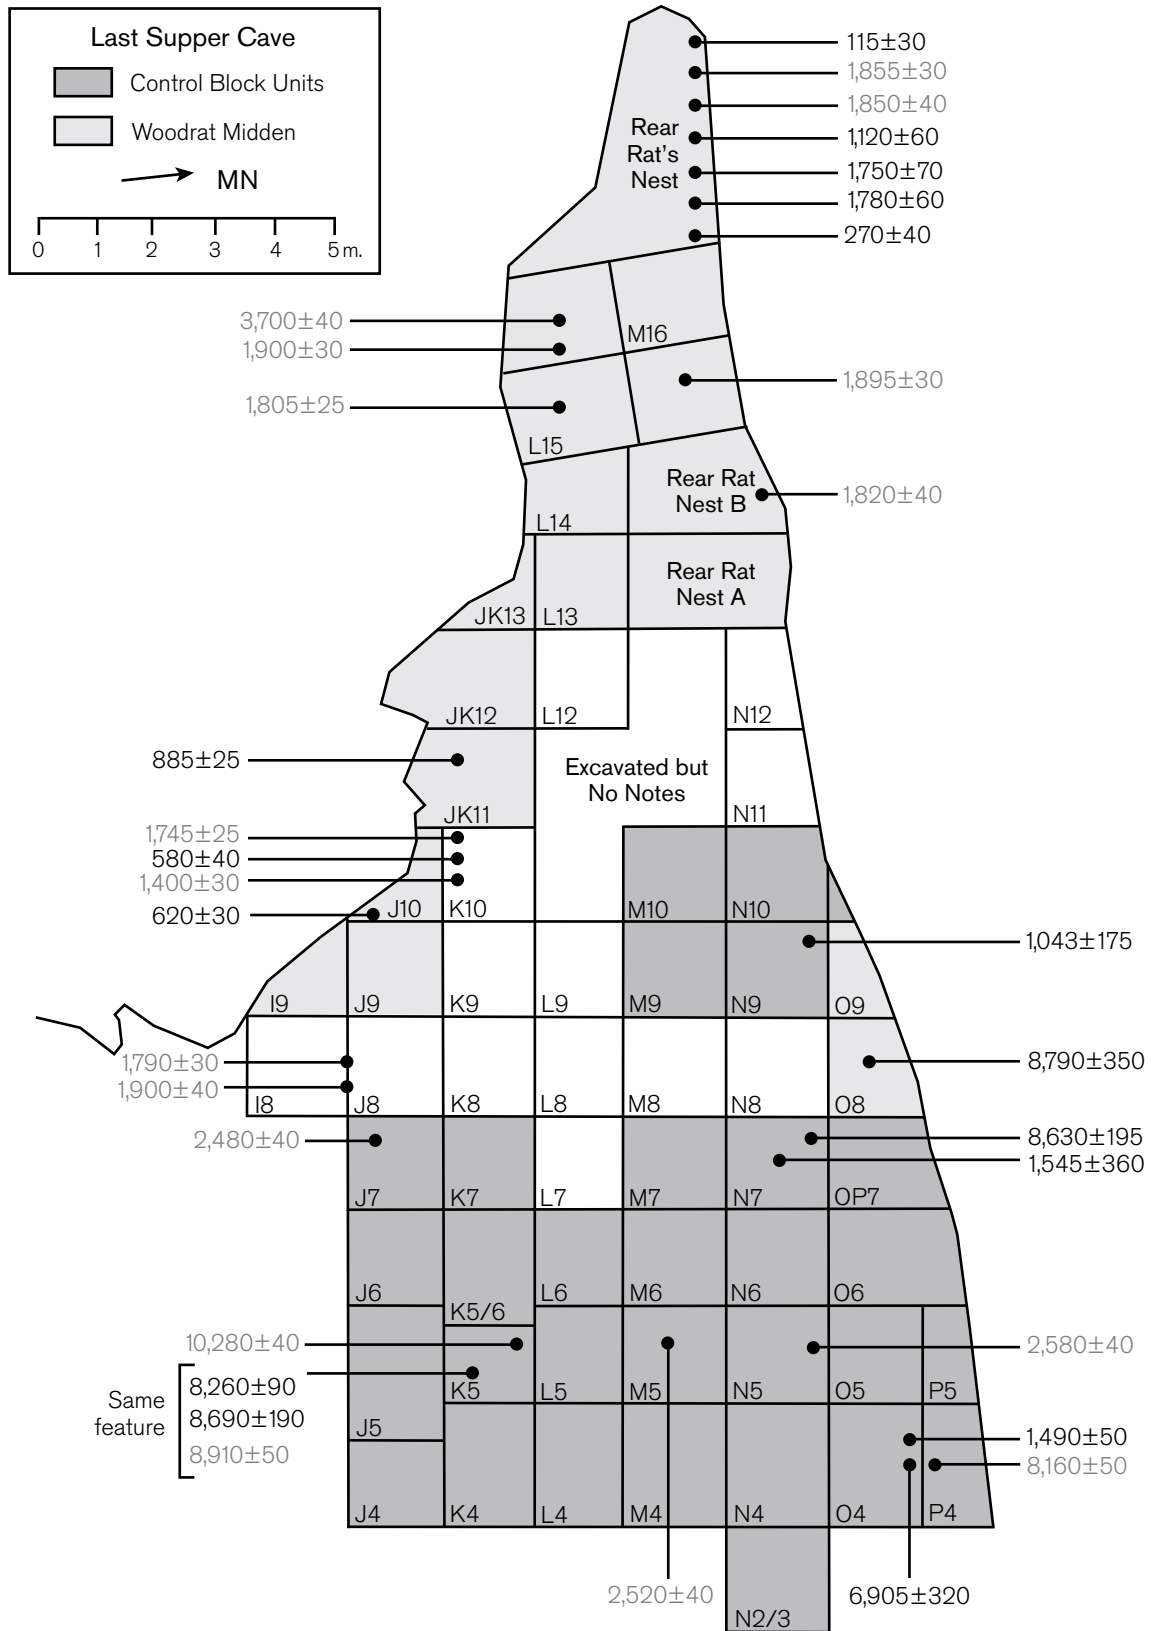 Last Supper Cave
Control Block Units
Woodrat Midden
MN
0 1 2 3 4 5 m.
115±30
1,855±30
1,850±40
1,120±60
1,750±70
1,780±60
270±40
Rear
Rat's
Nest
3,700±40
1,900±30
M16
1,895±30
1,805±25
L15
Rear Rat
Nest B
1,820±40
L14
Rear Rat
Nest A
JK13 L13
JK12 L12 N12
885±25
Excavated but
No Notes
JK11 N11
1,745±25
580±40
1,400±30
620±30
J10 K10 M10 N10
1,043±175
I9 J9 K9 L9 M9 N9 O9
1,790±30
1,900±40
8,790±350
I8 J8 K8 L8 M8 N8 O8
2,480±40
8,630±195
1,545±360
J7 K7 L7 M7 N7 OP7
J6 L6 M6 N6 O6
K5/6
10,280±40
2,580±40
Same
feature
8,260±90
8,690±190
8,910±50
K5 L5 M5 N5 O5 P5
J5
1,490±50
8,160±50
J4 K4 L4 M4 N4 O4 P4
2,520±40
6,905±320
N2/3